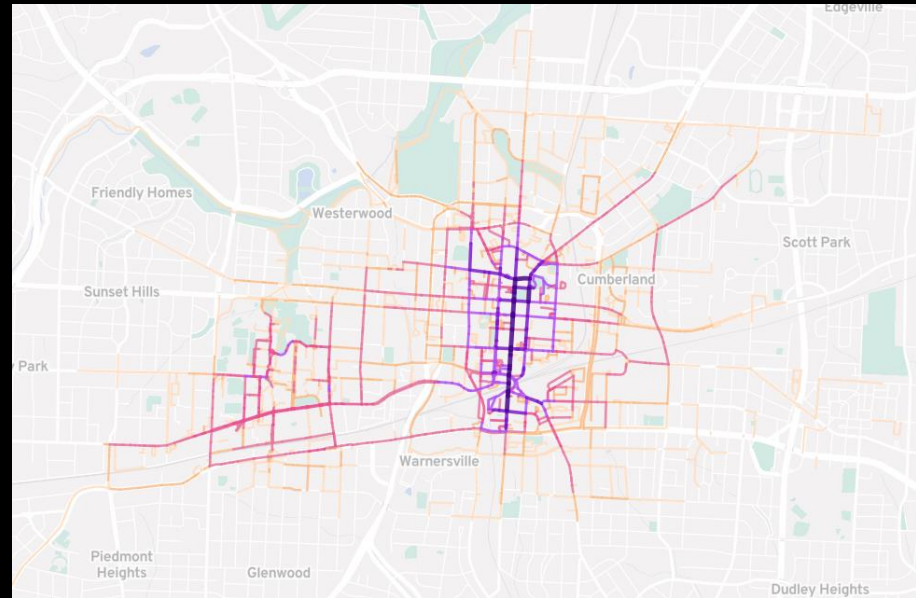 Edgeville
Friendly Homes
Westerwood
Scott Park
Cumberland
Sunset Hills
Park
Warnersville
Piedmont
Heights
Glenwood
Dudley Heights